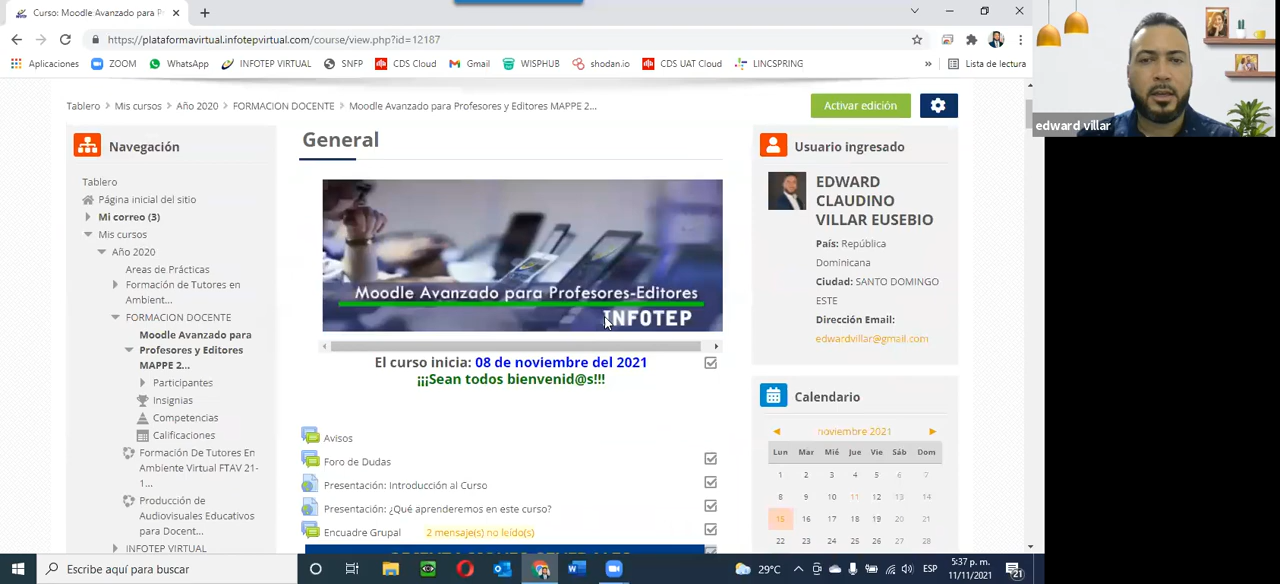 Curso: Moodle Avanzado para P
https://plataformavirtual.infotepvirtual.com/course/view.php?id=12187
Aplicaciones
ZOOM
WhatsApp
INFOTEP VIRTUAL
SNFP
CDS Cloud
Gmail
WISPHUB
shodan.io
CDS UAT Cloud
LINCSPRING
»
Lista de lectura
edward villar
Tablero > Mis cursos > Año 2020 > FORMACION DOCENTE > Moodle Avanzado para Profesores y Editores MAPPE 2...
Activar edición
Navegación
Tablero
Página inicial del sitio
Mi correo (3)
Mis cursos
Año 2020
Areas de Prácticas
Formación de Tutores en
Ambient...
FORMACION DOCENTE
Moodle Avanzado para
Profesores y Editores
MAPPE 2...
Participantes
Insignias
Competencias
Calificaciones
Formación De Tutores En
Ambiente Virtual FTAV 21-
1...
Producción de
Audiovisuales Educativos
para Docent...
INFOTEP VIRTUAL
General
Moodle Avanzado para Profesores-Editores
INFOTEP
El curso inicia: 08 de noviembre del 2021
¡¡¡Sean todos bienvenid@s!!!
Avisos
Foro de Dudas
Presentación: Introducción al Curso
Presentación: ¿Qué aprenderemos en este curso?
Encuadre Grupal 2 mensaje(s) no leído(s)
Usuario ingresado
EDWARD
CLAUDINO
VILLAR EUSEBIO
País: República
Dominicana
Ciudad: SANTO DOMINGO
ESTE
Dirección Email:
edwardvillar@gmail.com
Calendario
noviembre 2021
Lun Mar Mié Jue Vie Sáb Dom
1 2 3 4 5 6 7
8 9 10 11 12 13 14
15 16 17 18 19 20 21
22 23 24 25 26 27 28
Escribe aquí para buscar
29°C
ESP
5:37 p. m.
11/11/2021
21